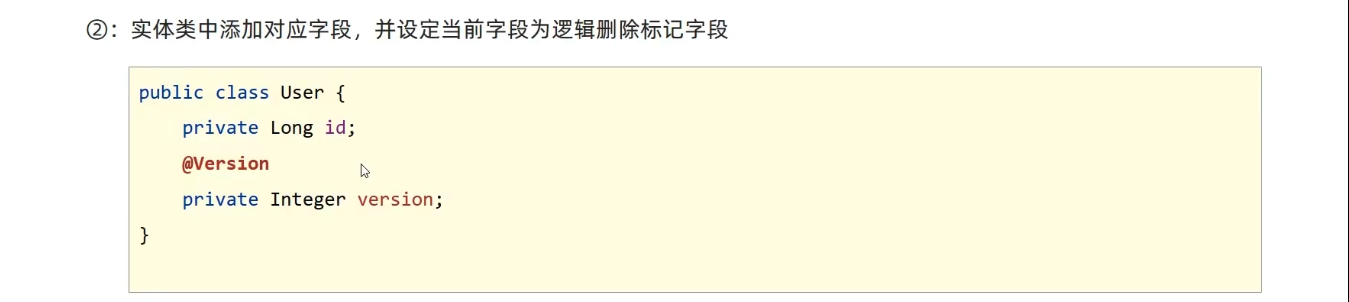 ②：实体类中添加对应字段，并设定当前字段为逻辑删除标记字段
public class User {
    private Long id;
    @Version
    private Integer version;
}